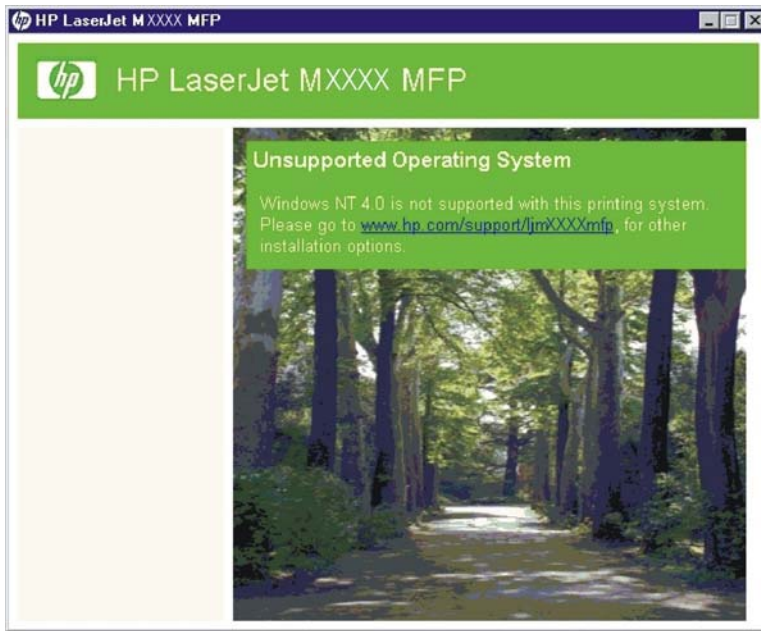 HP LaserJet M XXXX MFP
hp HP LaserJet MXXXX MFP
Unsupported Operating System
Windows NT 4.0 is not supported with this printing system.
Please go to www.hp.com/support/ljmXXXXmfp, for other
installation options.